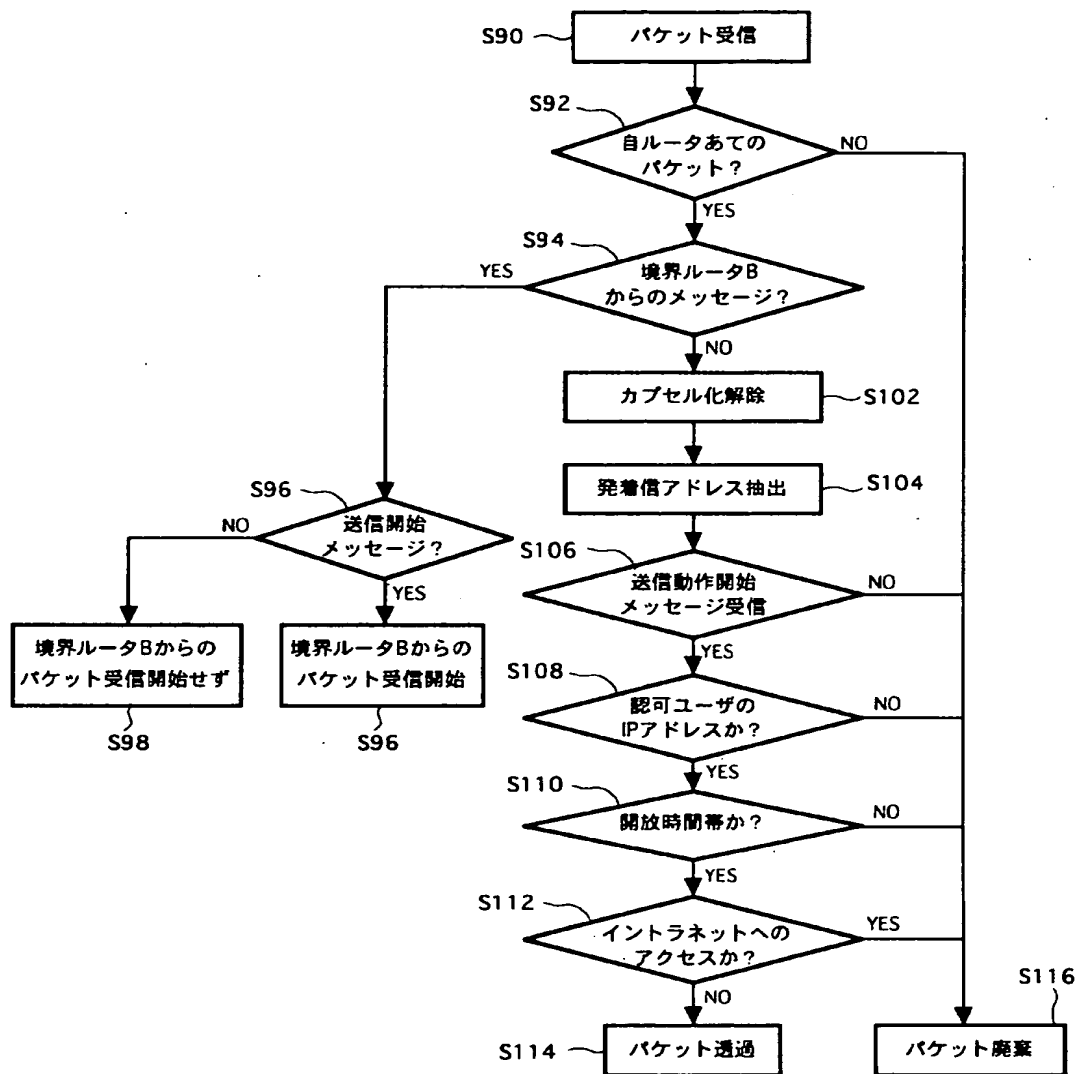 S90
パケット受信
S92
自ルータあての
パケット?
NO
YES
S94
境界ルータB
からのメッセージ?
YES
NO
カプセル化解除
S102
発着信アドレス抽出
S104
S96
送信開始
メッセージ?
NO
YES
S106
送信動作開始
メッセージ受信
NO
YES
境界ルータBからの
パケット受信開始せず
S98
境界ルータBからの
パケット受信開始
S96
S108
認可ユーザの
IPアドレスか?
NO
YES
S110
開放時間帯か?
NO
YES
S112
イントラネットへの
アクセスか?
YES
NO
S114
パケット透過
S116
パケット廃棄